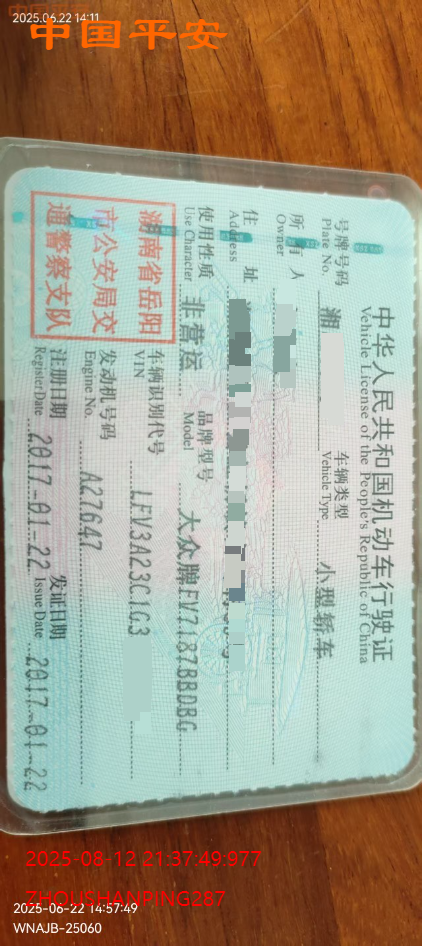 2025.06.22 14:11
中国平安
中华人民共和国机动车行驶证
Vehicle License of the People's Republic of China
号牌号码 湘 车辆类型 小型轿车
Plate No. Vehicle Type
所有人
Owner
住址
Address
使用性质 非营运 品牌型号 大众牌FV7187BBDBG
Use Character Model
湖南省岳阳
市公安局交
通警察支队
车辆识别代号 LFV3A23C1G3
VIN
发动机号码 A27647
Engine No.
注册日期 2017-01-22 发证日期 2017-01-22
Register Date Issue Date
2025-08-12 21:37:49:977
ZHOUSHANPING287
2025-06-22 14:57:49
WNAJB-25060